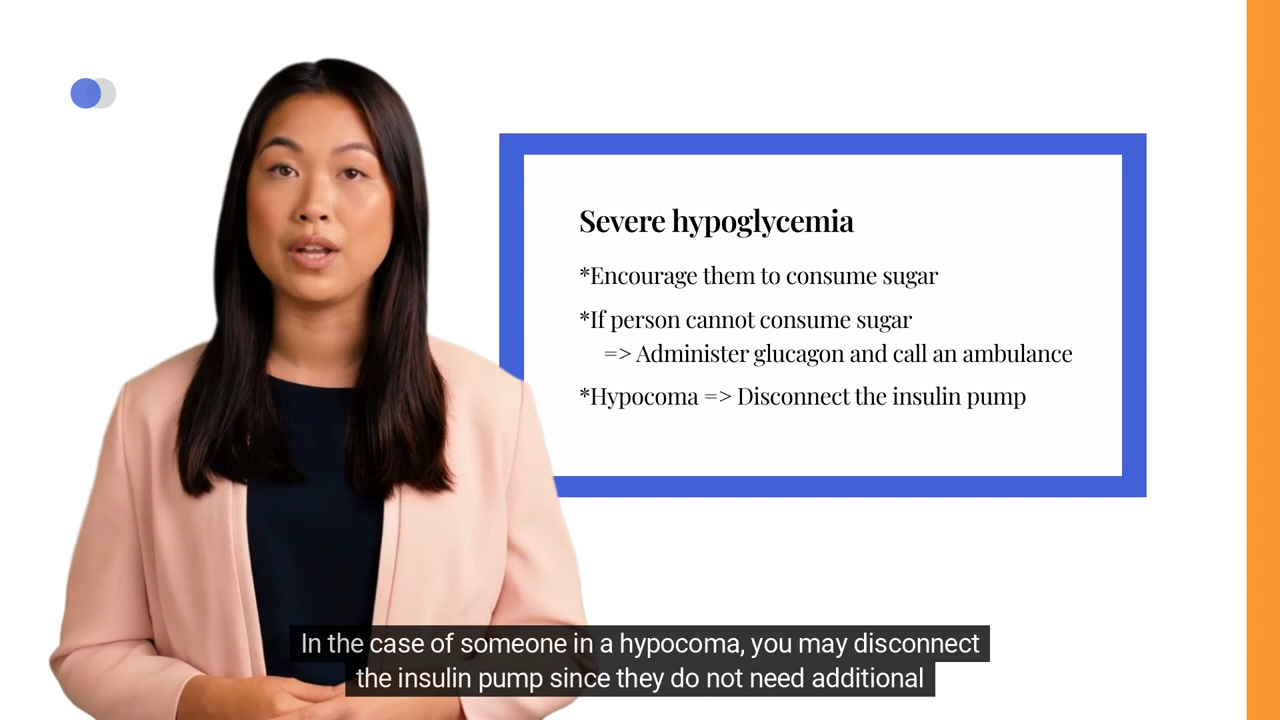 Severe hypoglycemia
*Encourage them to consume sugar
*If person cannot consume sugar
=> Administer glucagon and call an ambulance
*Hypocoma => Disconnect the insulin pump
In the case of someone in a hypocoma, you may disconnect
the insulin pump since they do not need additional